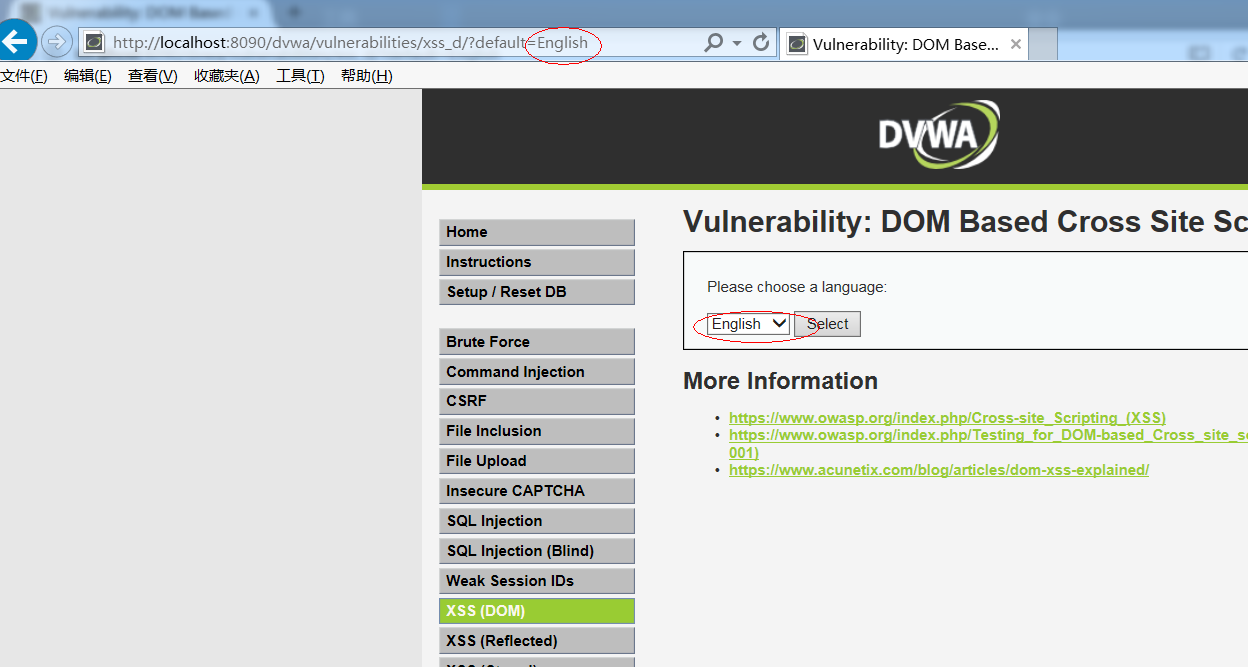 http://localhost:8090/dvwa/vulnerabilities/xss_d/?default=English
Vulnerability: DOM Base...
文件(F) 编辑(E) 查看(V) 收藏夹(A) 工具(T) 帮助(H)
DVWA
Home
Instructions
Setup / Reset DB
Brute Force
Command Injection
CSRF
File Inclusion
File Upload
Insecure CAPTCHA
SQL Injection
SQL Injection (Blind)
Weak Session IDs
XSS (DOM)
XSS (Reflected)
Vulnerability: DOM Based Cross Site Sc
Please choose a language:
English Select
More Information
https://www.owasp.org/index.php/Cross-site_Scripting_(XSS)
https://www.owasp.org/index.php/Testing_for_DOM-based_Cross_site_sc
001)
https://www.acunetix.com/blog/articles/dom-xss-explained/